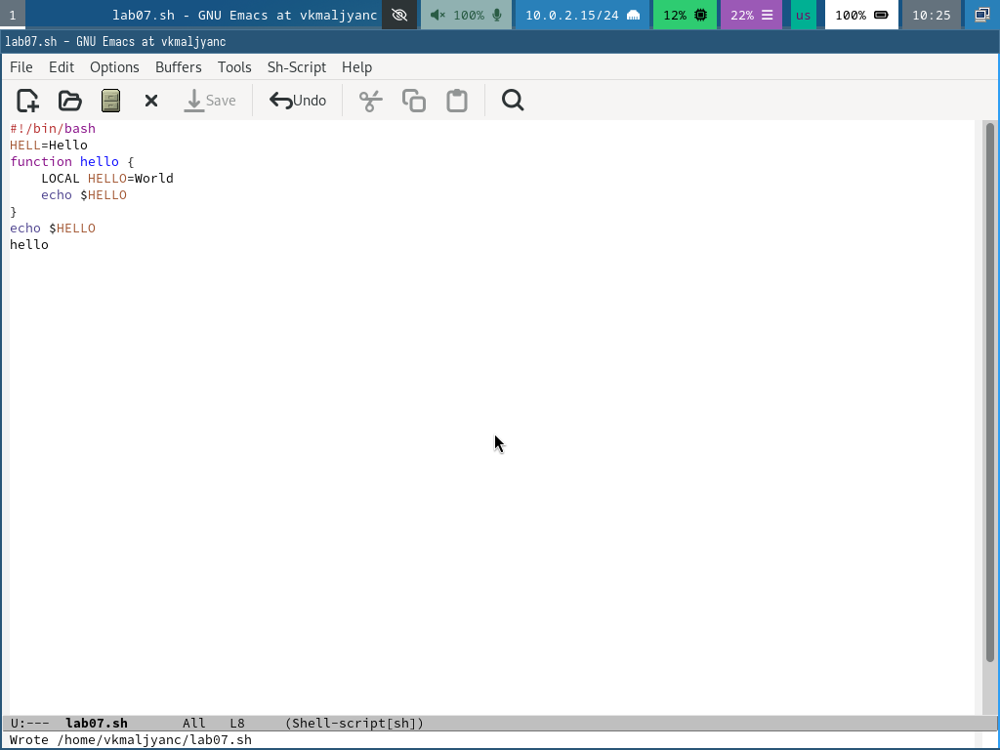 1 lab07.sh - GNU Emacs at vkmaljyanc 100% 10.0.2.15/24 12% 22% us 100% 10:25
lab07.sh – GNU Emacs at vkmaljyanc
File Edit Options Buffers Tools Sh-Script Help
Save Undo
#!/bin/bash
HELL=Hello
function hello {
    LOCAL HELLO=World
    echo $HELLO
}
echo $HELLO
hello
U:--- lab07.sh All L8 (Shell-script[sh])
Wrote /home/vkmaljyanc/lab07.sh